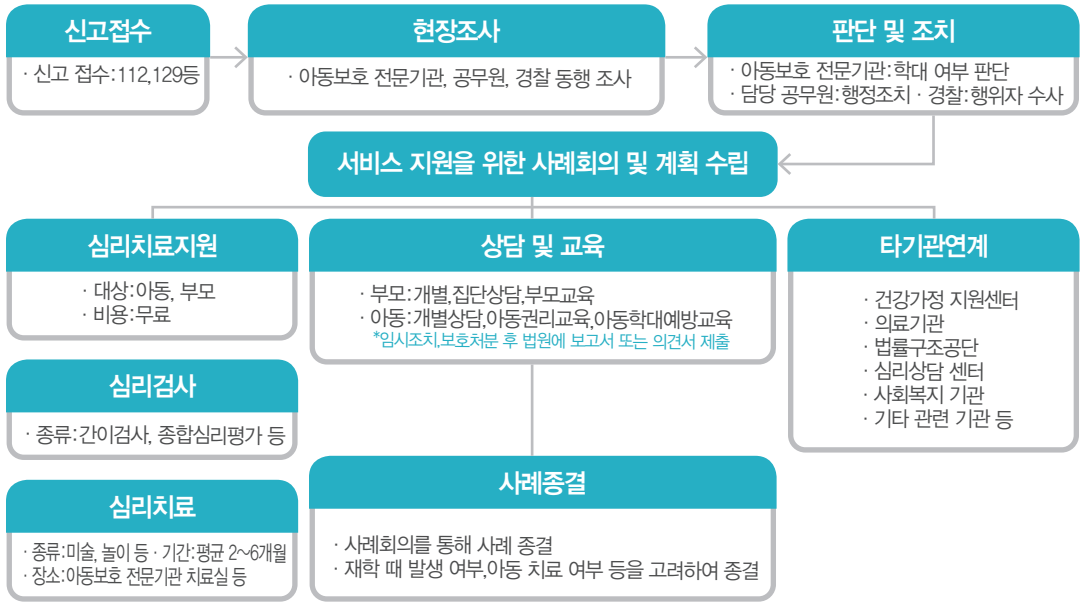 신고접수
· 신고 접수:112,129등
현장조사
· 아동보호 전문기관, 공무원, 경찰 동행 조사
판단 및 조치
· 아동보호 전문기관:학대 여부 판단
· 담당 공무원:행정조치 · 경찰:행위자 수사
서비스 지원을 위한 사례회의 및 계획 수립
심리치료지원
· 대상:아동, 부모
· 비용:무료
심리검사
· 종류:간이검사, 종합심리평가 등
심리치료
· 종류:미술, 놀이 등 · 기간:평균 2~6개월
· 장소:아동보호 전문기관 치료실 등
상담 및 교육
· 부모:개별,집단상담,부모교육
· 아동:개별상담,아동권리교육,아동학대예방교육
*임시조치,보호처분 후 법원에 보고서 또는 의견서 제출
사례종결
· 사례회의를 통해 사례 종결
· 재학 때 발생 여부,아동 치료 여부 등을 고려하여 종결
타기관연계
· 건강가정 지원센터
· 의료기관
· 법률구조공단
· 심리상담 센터
· 사회복지 기관
· 기타 관련 기관 등